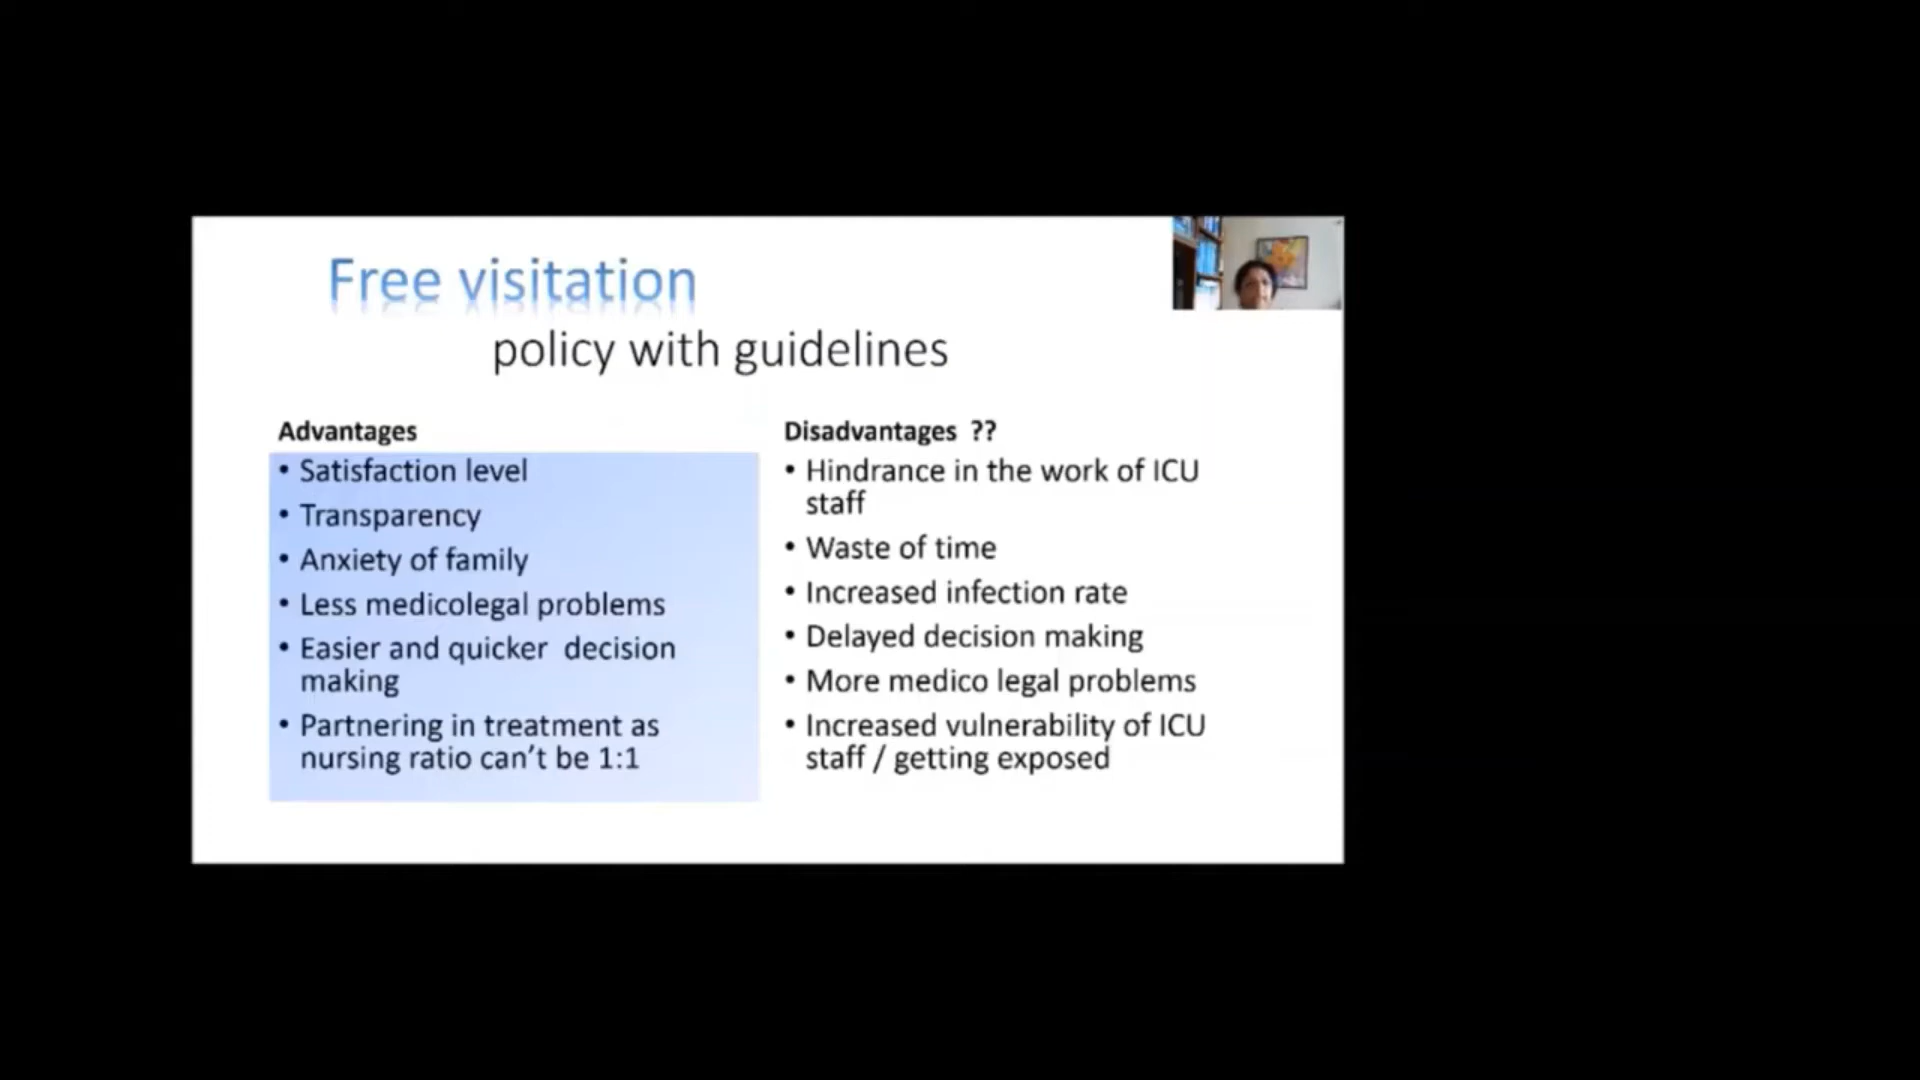 Free visitation
policy with guidelines
Advantages
• Satisfaction level
• Transparency
• Anxiety of family
• Less medicolegal problems
• Easier and quicker  decision
making
• Partnering in treatment as
nursing ratio can’t be 1:1
Disadvantages  ??
• Hindrance in the work of ICU
staff
• Waste of time
• Increased infection rate
• Delayed decision making
• More medico legal problems
• Increased vulnerability of ICU
staff / getting exposed